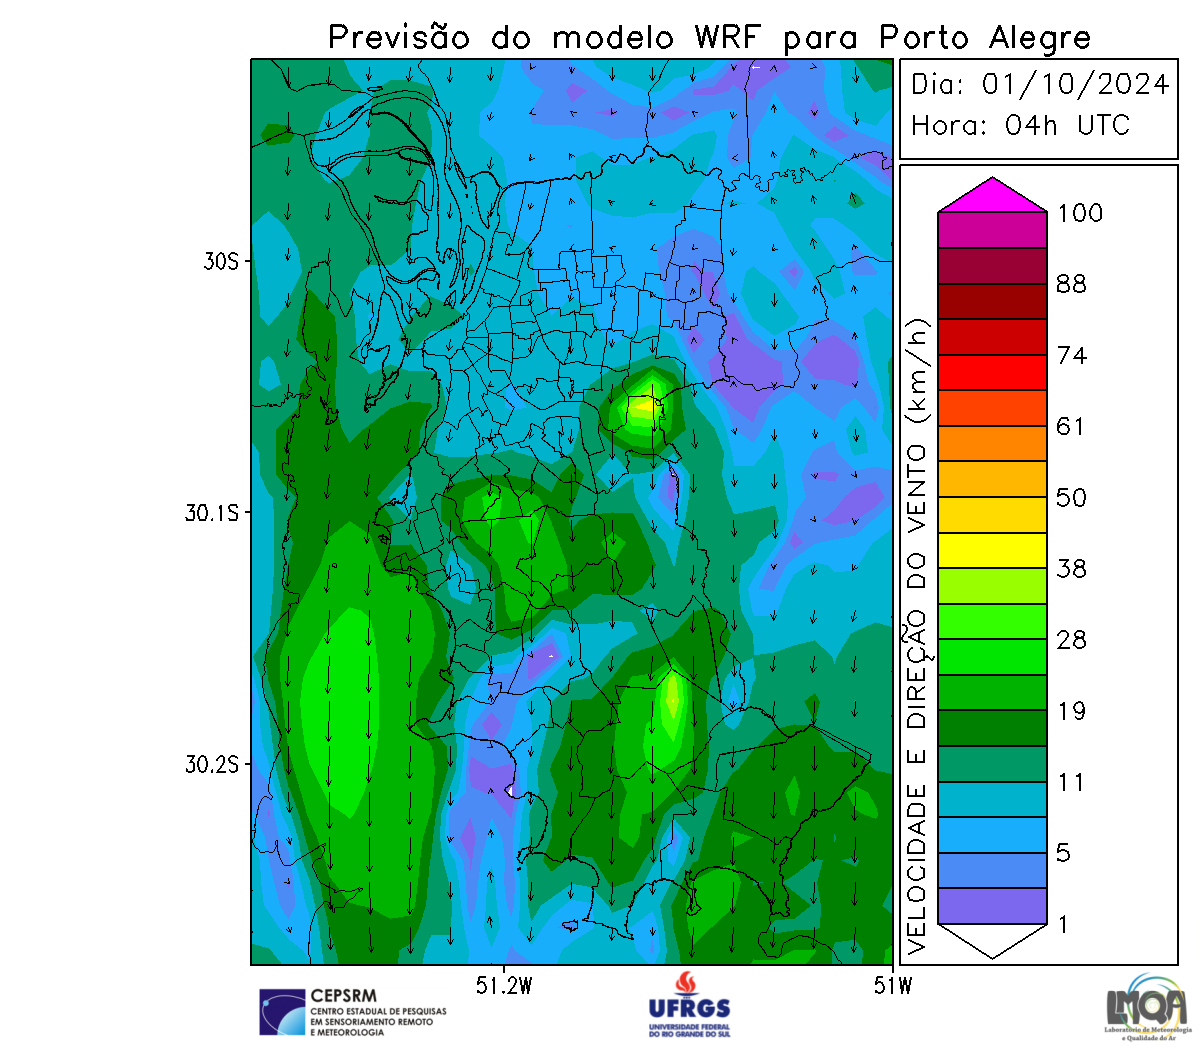 Previsão do modelo WRF para Porto Alegre
Dia: 01/10/2024
Hora: 04h UTC
100
88
74
61
50
38
28
19
11
5
1
VELOCIDADE E DIREÇÃO DO VENTO (km/h)
30S
30.1S
30.2S
51.2W
51W
CEPSRM
CENTRO ESTADUAL DE PESQUISAS
EM SENSORIAMENTO REMOTO
E METEOROLOGIA
UFRGS
UNIVERSIDADE FEDERAL
DO RIO GRANDE DO SUL
LMQA
Laboratório de Meteorologia
e Qualidade do Ar